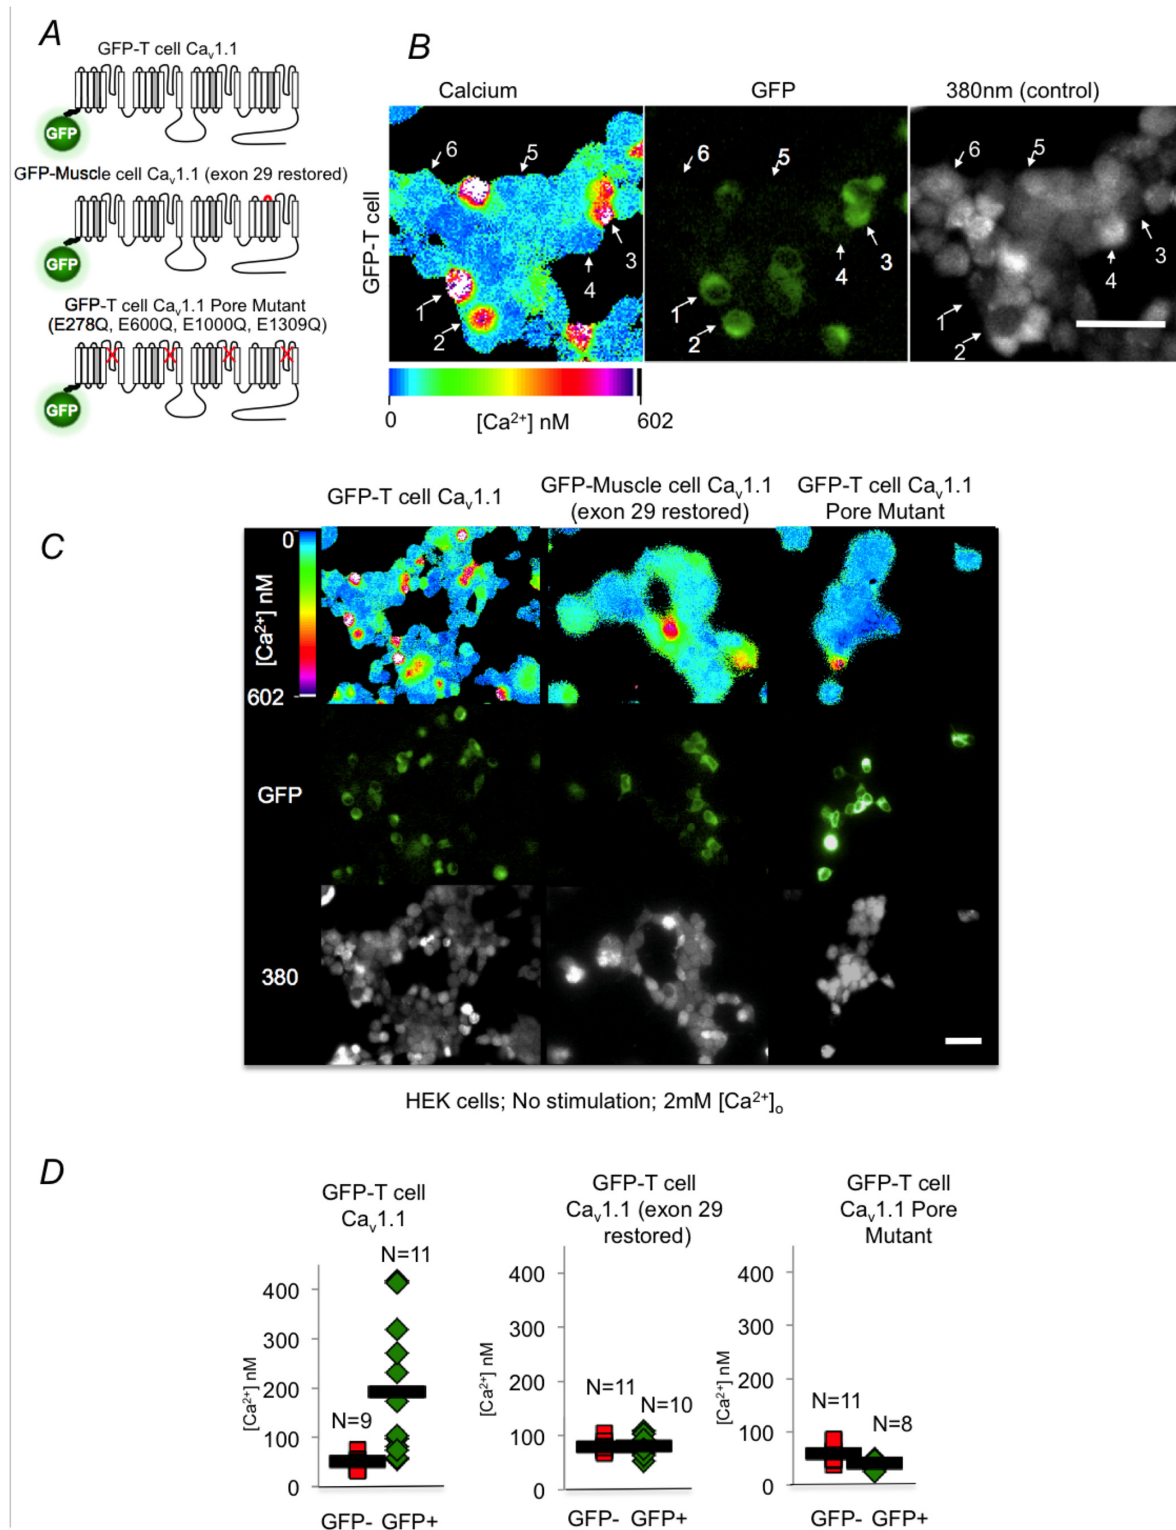 A
GFP-T cell Caᵥ1.1
GFP
GFP-Muscle cell Caᵥ1.1 (exon 29 restored)
GFP
GFP-T cell Caᵥ1.1 Pore Mutant
(E278Q, E600Q, E1000Q, E1309Q)
GFP
B
Calcium GFP 380nm (control)
GFP-T cell
6 5 3 4 1 2
6 5 4 3 1 2
6 5 3 4 1 2
0 602
[Ca²⁺] nM
C
GFP-T cell Caᵥ1.1
GFP-Muscle cell Caᵥ1.1
(exon 29 restored)
GFP-T cell Caᵥ1.1
Pore Mutant
0
[Ca²⁺] nM
602
GFP
380
HEK cells; No stimulation; 2mM [Ca²⁺]ₒ
D
GFP-T cell
Caᵥ1.1
N=11
N=9
400
300
200
100
0
[Ca²⁺] nM
GFP- GFP+
GFP-T cell
Caᵥ1.1 (exon 29
restored)
N=11
N=10
400
300
200
100
0
[Ca²⁺] nM
GFP- GFP+
GFP-T cell
Caᵥ1.1 Pore
Mutant
N=11
N=8
400
300
200
100
0
[Ca²⁺] nM
GFP- GFP+